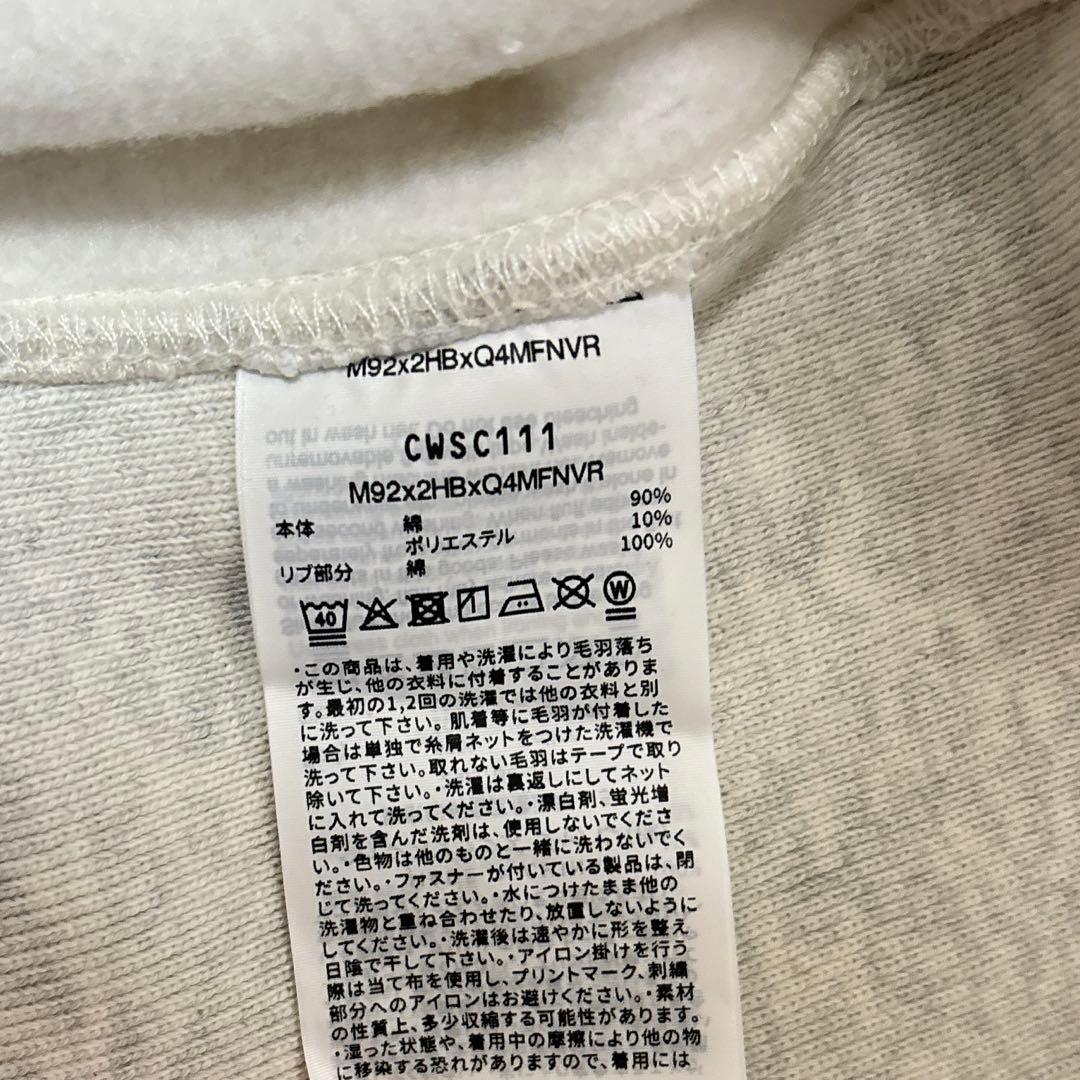 M92x2HBxQ4MFNVR
CWSC111
M92x2HBxQ4MFNVR
本体 綿 90%
ポリエステル 10%
リブ部分 綿 100%
40 W
・この商品は、着用や洗濯により毛羽落ち
が生じ、他の衣料に付着することがありま
す。最初の1,2回の洗濯では他の衣料と別
に洗って下さい。肌着等に毛羽が付着した
場合は単独で糸屑ネットをつけた洗濯機で
洗って下さい。取れない毛羽はテープで取り
除いて下さい。・洗濯は裏返しにしてネット
に入れて洗ってください。・漂白剤、蛍光増
白剤を含んだ洗剤は、使用しないでくださ
い。・色物は他のものと一緒に洗わないでく
ださい。・ファスナーが付いている製品は、閉
じて洗ってください。・水につけたまま他の
洗濯物と重ね合わせたり、放置しないように
してください。・洗濯後は速やかに形を整え
日陰で干して下さい。・アイロン掛けを行う
際は当て布を使用し、プリントマーク、刺繍
部分へのアイロンはお避けください。・素材
の性質上、多少収縮する可能性があります。
・湿った状態や、着用中の摩擦により他の物
に移染する恐れがありますので、着用には